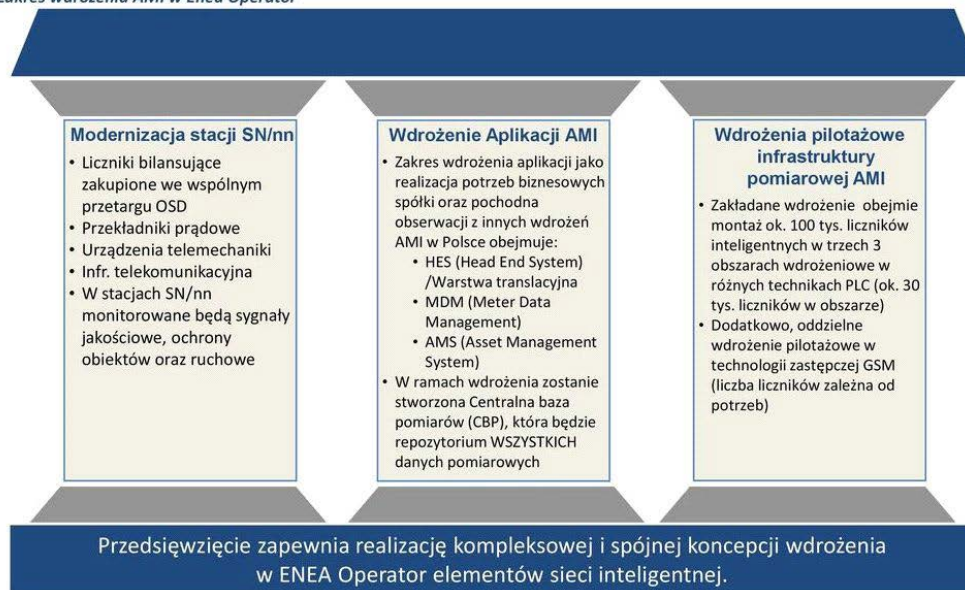 Zakres wdrożenia AMI w Enea Operator
Modernizacja stacji SN/nn
• Liczniki bilansujące
zakupione we wspólnym
przetargu OSD
• Przekładniki prądowe
• Urządzenia telemechaniki
• Infr. telekomunikacyjna
• W stacjach SN/nn
monitorowane będą sygnały
jakościowe, ochrony
obiektów oraz ruchowe
Wdrożenie Aplikacji AMI
• Zakres wdrożenia aplikacji jako
realizacja potrzeb biznesowych
spółki oraz pochodna
obserwacji z innych wdrożeń
AMI w Polsce obejmuje:
• HES (Head End System)
/Warstwa translacyjna
• MDM (Meter Data
Management)
• AMS (Asset Management
System)
• W ramach wdrożenia zostanie
stworzona Centralna baza
pomiarów (CBP), która będzie
repozytorium WSZYSTKICH
danych pomiarowych
Wdrożenia pilotażowe
infrastruktury
pomiarowej AMI
• Zakładane wdrożenie obejmie
montaż ok. 100 tys. liczników
inteligentnych w trzech 3
obszarach wdrożeniowe w
różnych technikach PLC (ok. 30
tys. liczników w obszarze)
• Dodatkowo, oddzielne
wdrożenie pilotażowe w
technologii zastępczej GSM
(liczba liczników zależna od
potrzeb)
Przedsięwzięcie zapewnia realizację kompleksowej i spójnej koncepcji wdrożenia
w ENEA Operator elementów sieci inteligentnej.